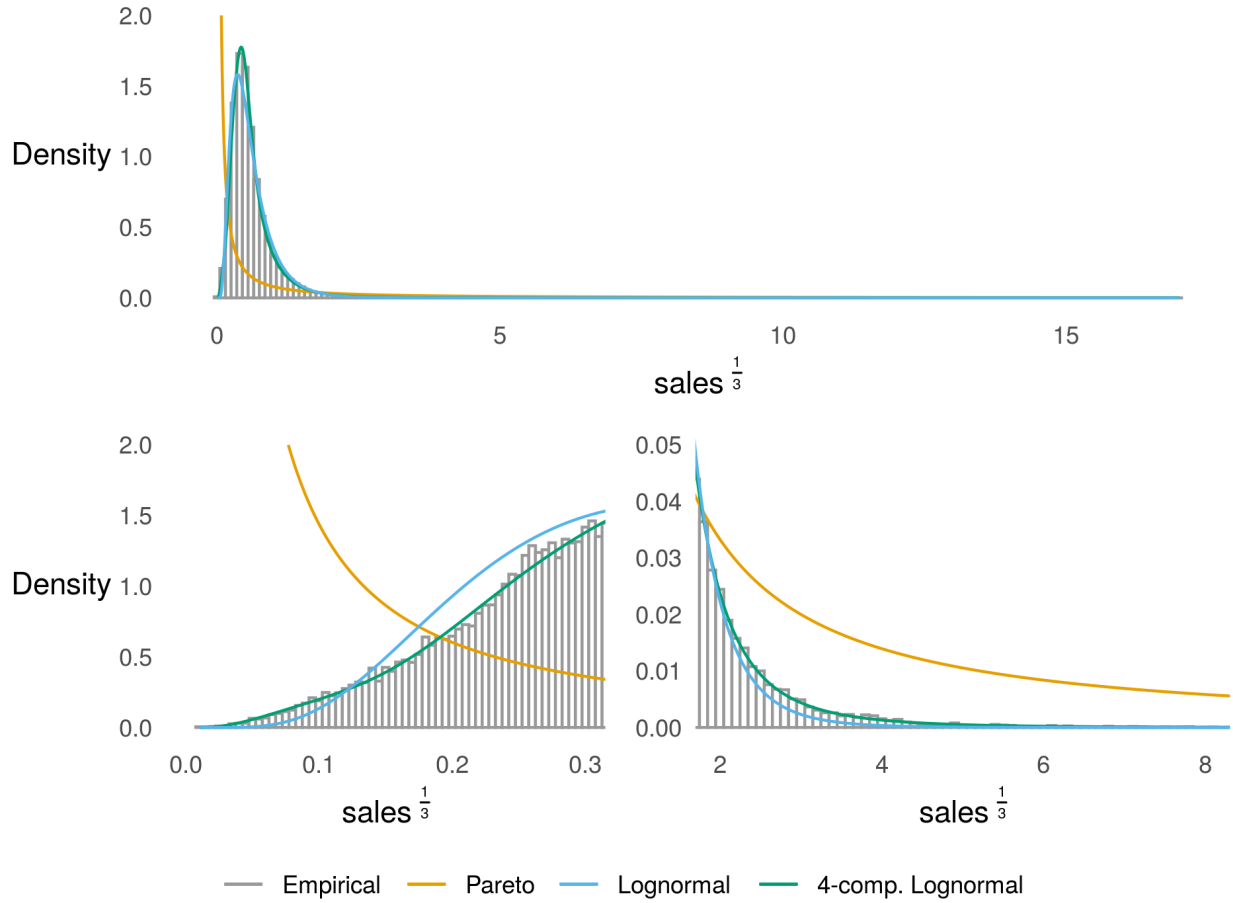 2.0
1.5
Density 1.0
0.5
0.0
0 5 10 15
sales 1/3
2.0 0.05
1.5 0.04
0.03
Density 1.0
0.02
0.5 0.01
0.0 0.00
0.0 0.1 0.2 0.3 2 4 6 8
sales 1/3 sales 1/3
Empirical Pareto Lognormal 4-comp. Lognormal